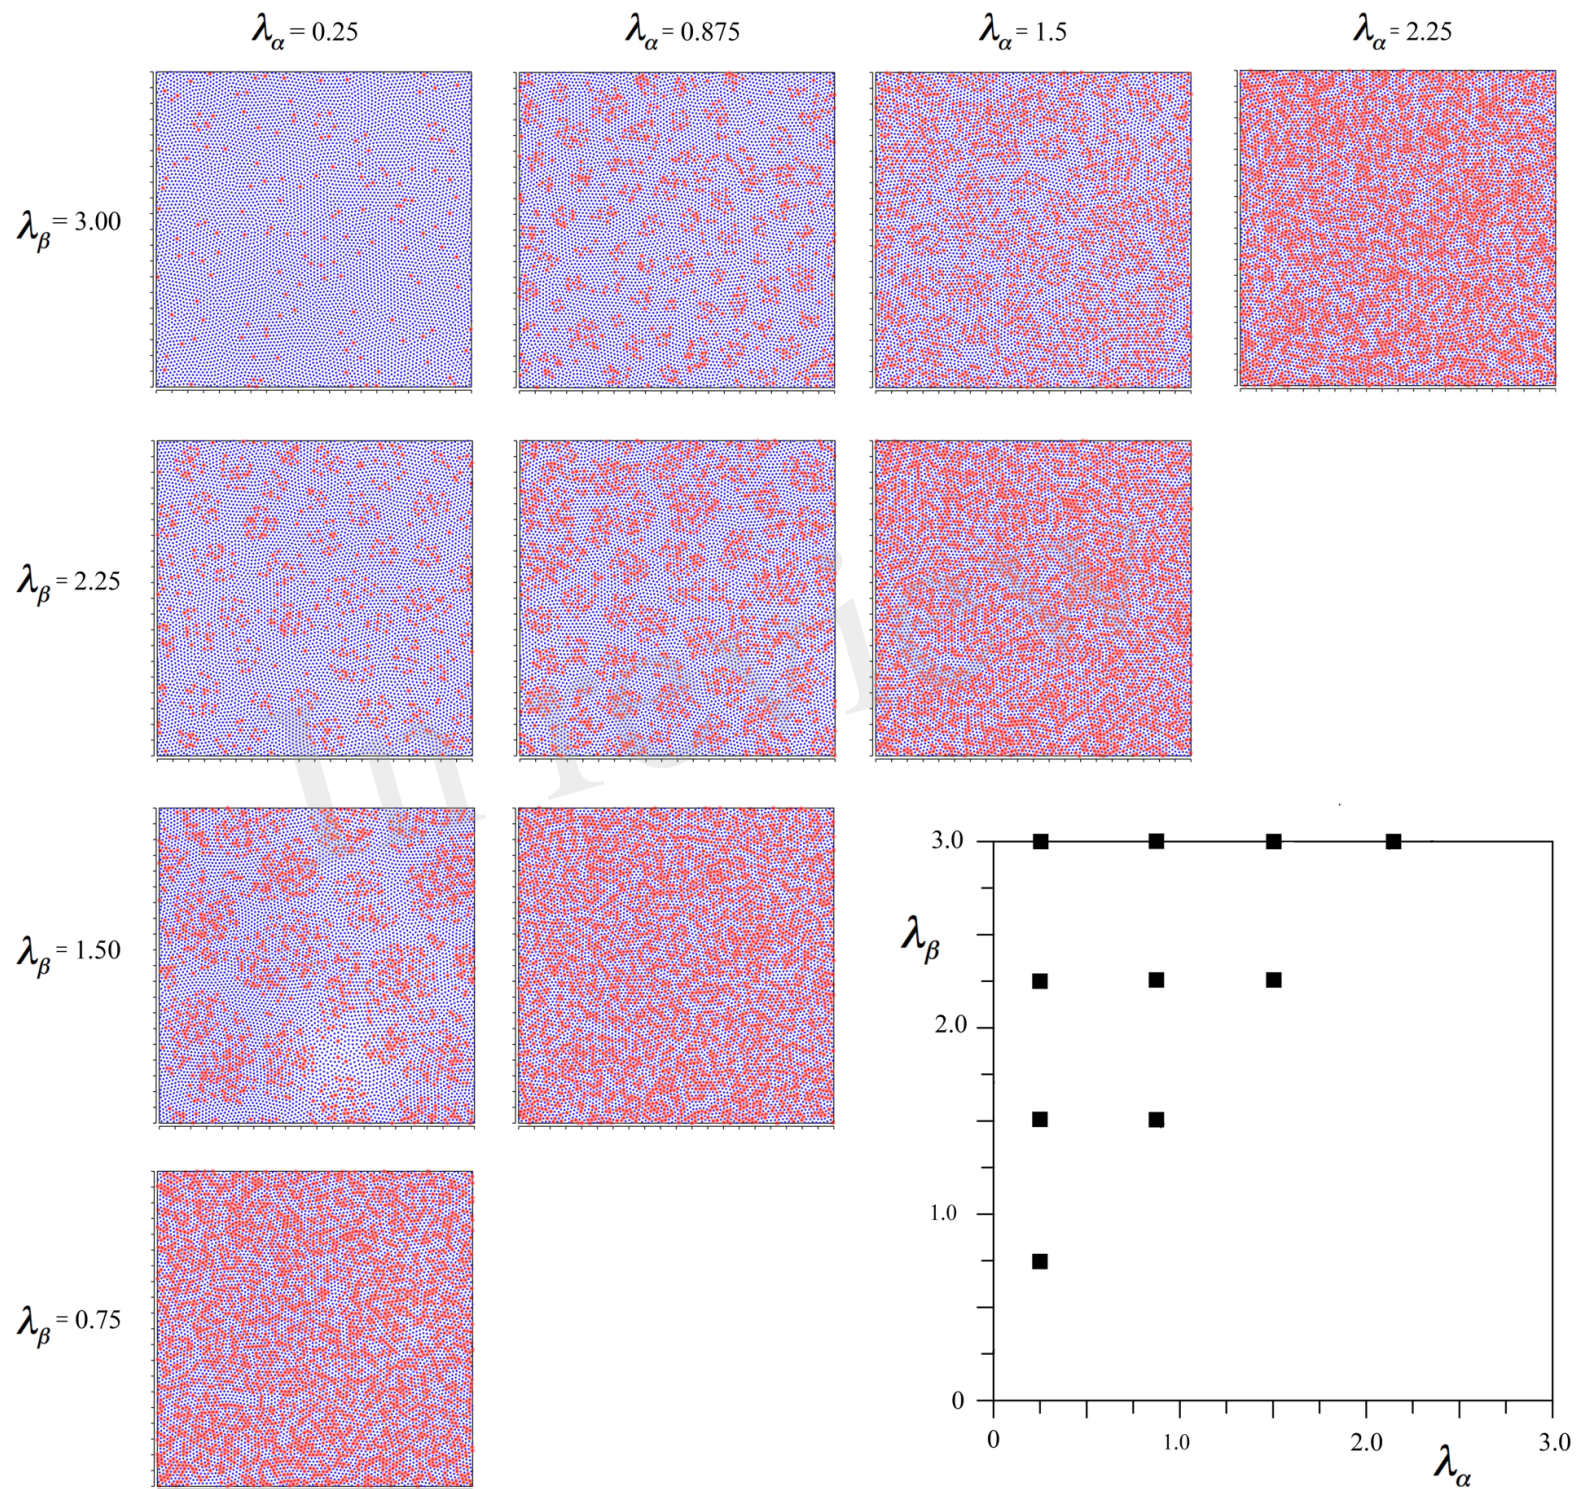 λα = 0.25 λα = 0.875 λα = 1.5 λα = 2.25
λβ = 3.00
λβ = 2.25
λβ = 1.50
λβ = 0.75
3.0
λβ
2.0
1.0
0
0 1.0 2.0 3.0
λα